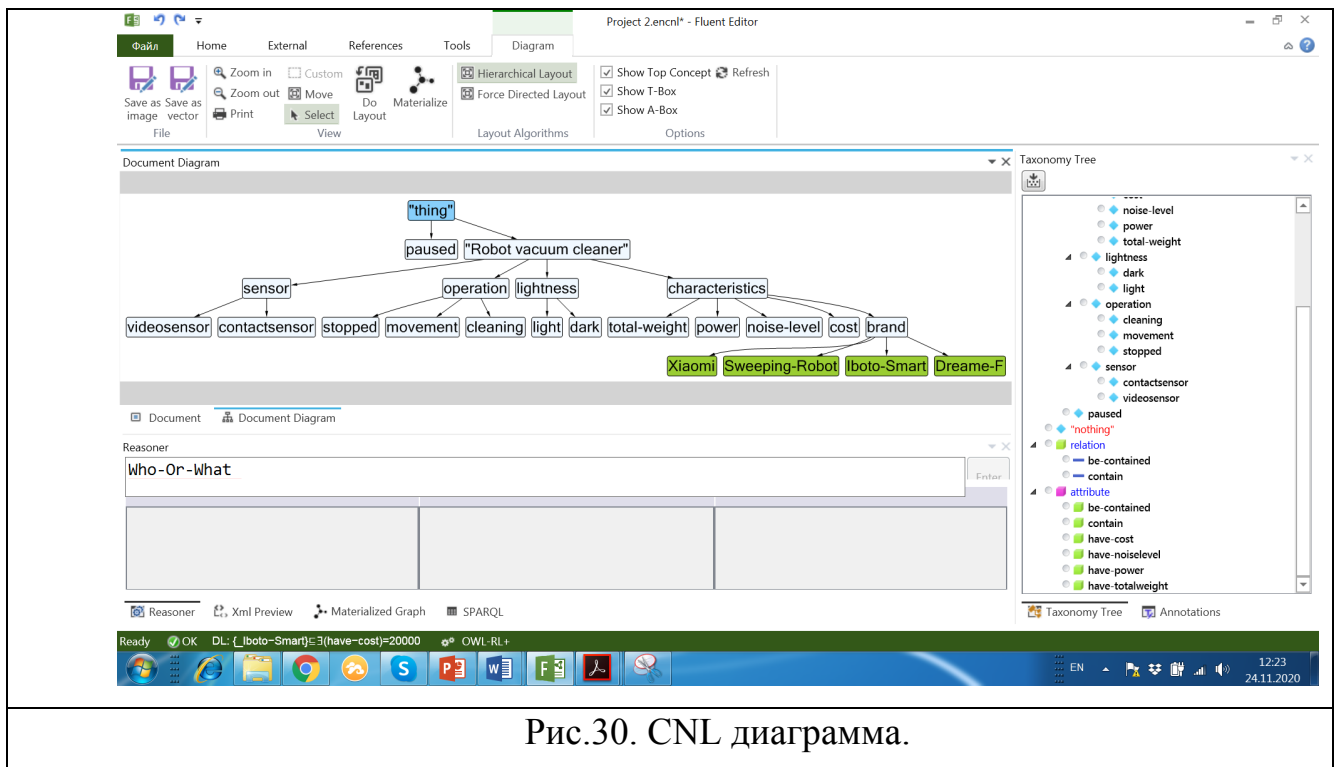 Project 2.encnl* - Fluent Editor
Файл Home External References Tools Diagram
Save as image
Save as vector
File
Zoom in
Zoom out
Print
Custom
Move
Select
View
Do Layout
Materialize
Hierarchical Layout
Force Directed Layout
Layout Algorithms
Show Top Concept Refresh
Show T-Box
Show A-Box
Options
Document Diagram
"thing"
paused "Robot vacuum cleaner"
sensor operation lightness characteristics
videosensor contactsensor stopped movement cleaning light dark total-weight power noise-level cost brand
Xiaomi Sweeping-Robot Iboto-Smart Dreame-F
Document Document Diagram
Reasoner
Who-Or-What
Enter
Reasoner Xml Preview Materialized Graph SPARQL
Taxonomy Tree
noise-level
power
total-weight
lightness
dark
light
operation
cleaning
movement
stopped
sensor
contactsensor
videosensor
paused
"nothing"
relation
be-contained
contain
attribute
be-contained
contain
have-cost
have-noiselevel
have-power
have-totalweight
Taxonomy Tree Annotations
Ready OK DL: {_Iboto-Smart}⊑∃(have-cost)=20000 OWL-RL+
EN 12:23
24.11.2020
Рис.30. CNL диаграмма.